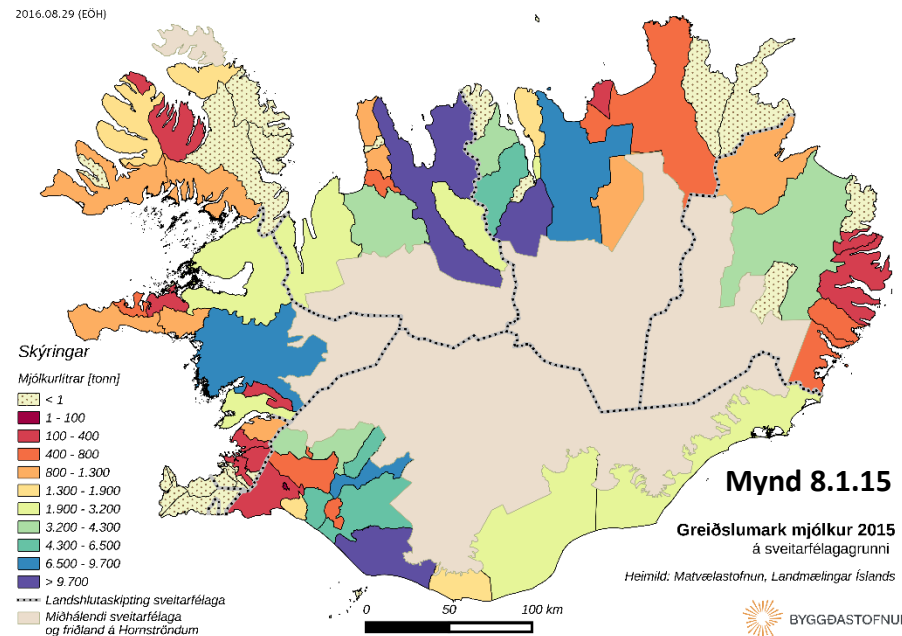 2016.08.29 (EÖH)
Skýringar
Mjólkurlitrar [tonn]
< 1
1 - 100
100 - 400
400 - 800
800 - 1.300
1.300 - 1.900
1.900 - 3.200
3.200 - 4.300
4.300 - 6.500
6.500 - 9.700
> 9.700
Landshlutaskipting sveitarfélaga
Miðhálendi sveitarfélaga
og friðland á Hornströndum
0 50 100 km
Mynd 8.1.15
Greiðslumark mjólkur 2015
á sveitarfélagagrunni
Heimild: Matvælastofnun, Landmælingar Íslands
BYGGÐASTOFNUN